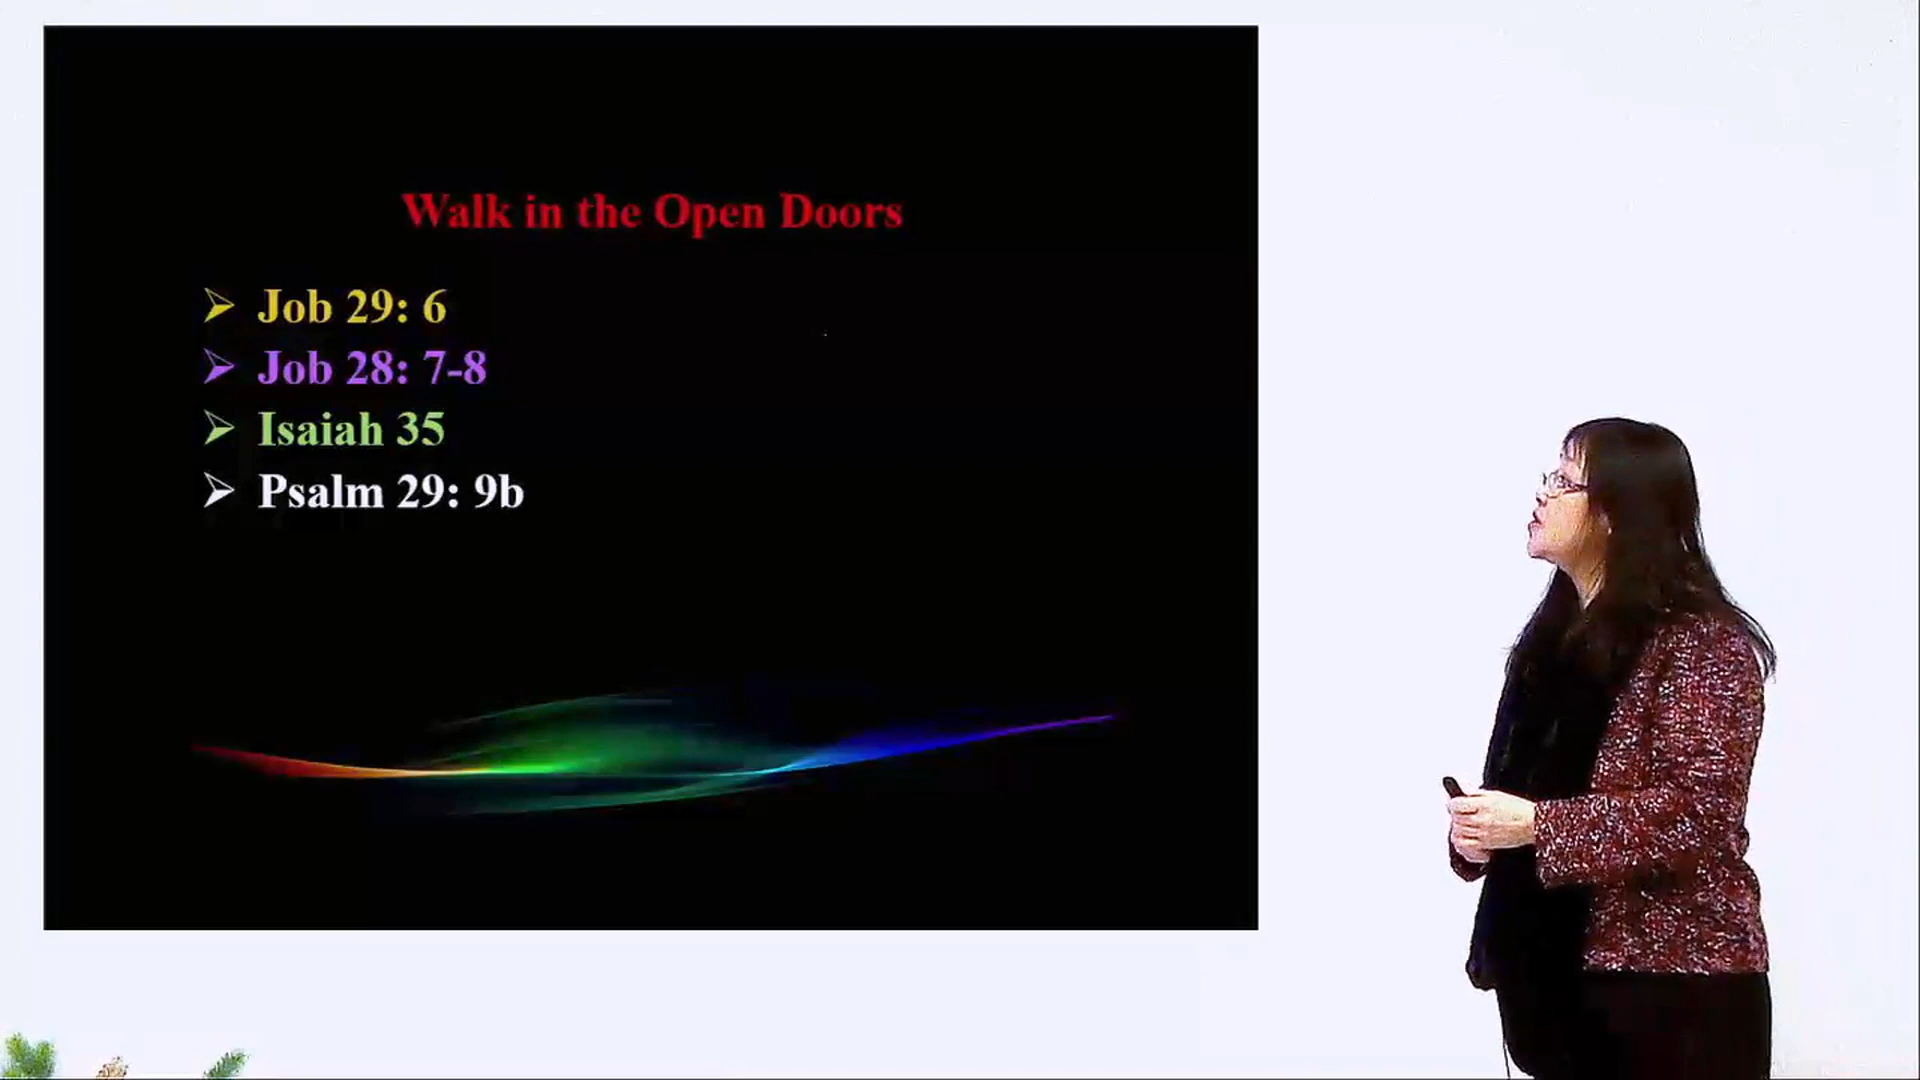 Walk in the Open Doors
➢ Job 29: 6
➢ Job 28: 7-8
➢ Isaiah 35
➢ Psalm 29: 9b